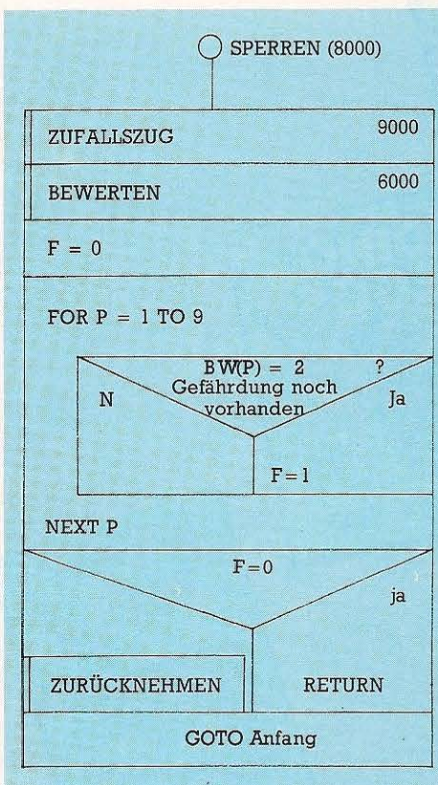 SPERREN (8000)
ZUFALLSZUG 9000
BEWERTEN 6000
F = 0
FOR P = 1 TO 9
BW(P) = 2 ?
N Gefährdung noch Ja
vorhanden
F=1
NEXT P
F=0
ja
ZURÜCKNEHMEN RETURN
GOTO Anfang